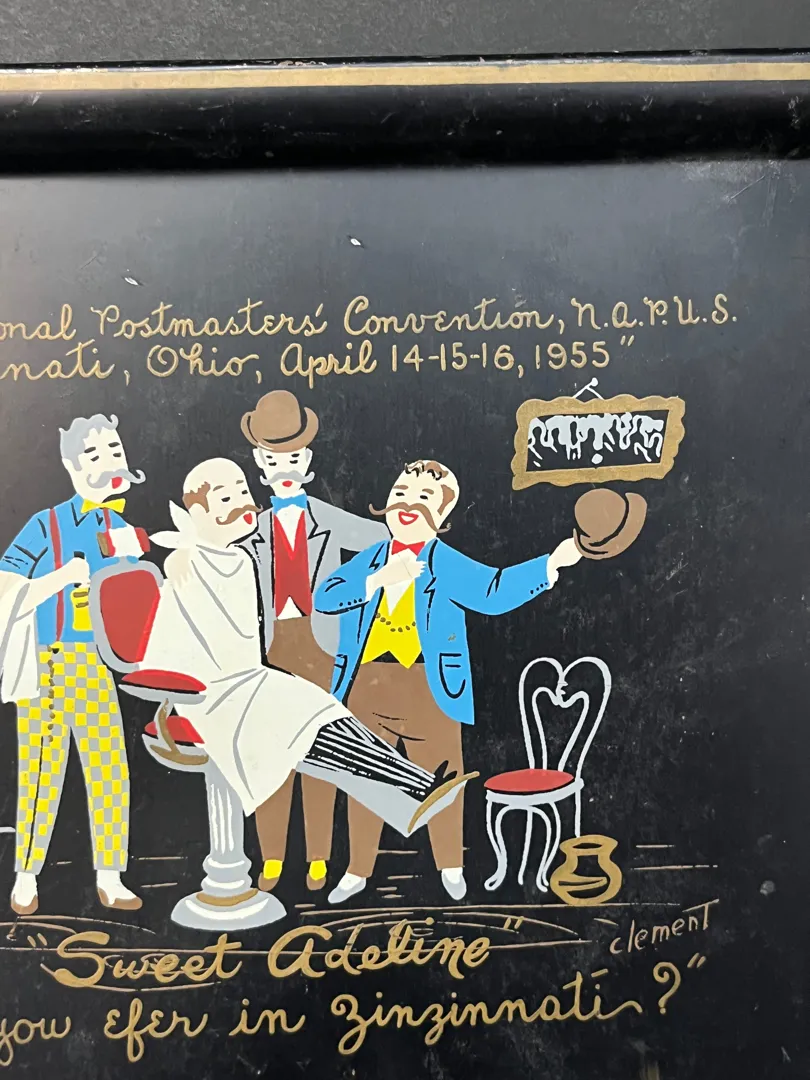 onal Postmasters' Convention, N.A.P.U.S.
nati, Ohio, April 14-15-16, 1955"
"Sweet Adeline"
clement
you efer in Zinzinnati?"